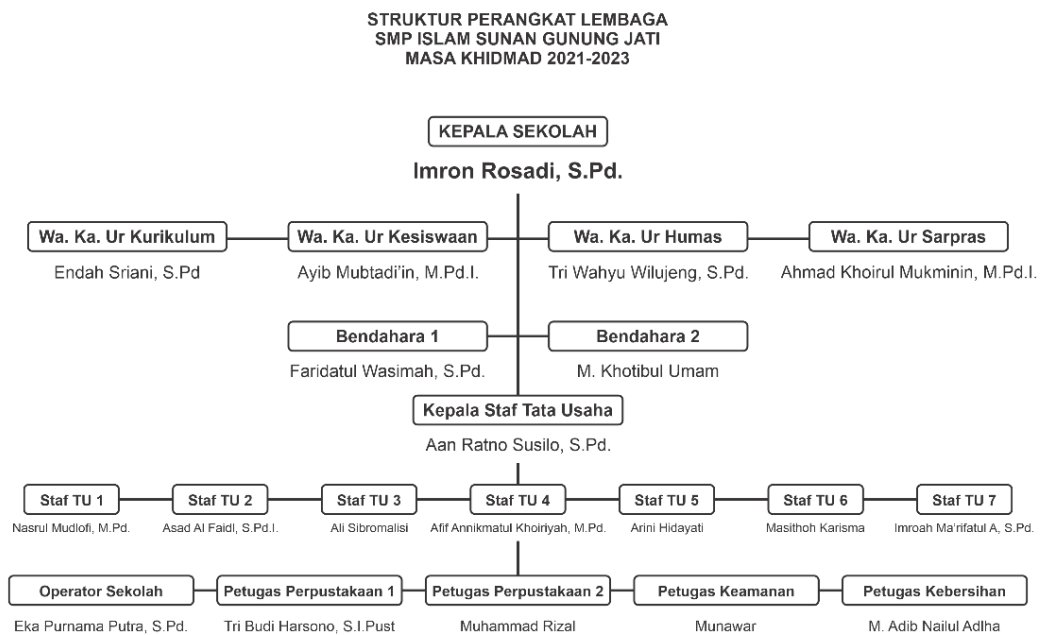 STRUKTUR PERANGKAT LEMBAGA
SMP ISLAM SUNAN GUNUNG JATI
MASA KHIDMAD 2021-2023
KEPALA SEKOLAH
Imron Rosadi, S.Pd.
Wa. Ka. Ur Kurikulum
Endah Sriani, S.Pd
Wa. Ka. Ur Kesiswaan
Ayib Mubtadi'in, M.Pd.I.
Wa. Ka. Ur Humas
Tri Wahyu Wilujeng, S.Pd.
Wa. Ka. Ur Sarpras
Ahmad Khoirul Mukminin, M.Pd.I.
Bendahara 1
Faridatul Wasimah, S.Pd.
Bendahara 2
M. Khotibul Umam
Kepala Staf Tata Usaha
Aan Ratno Susilo, S.Pd.
Staf TU 1
Nasrul Mudlofi, M.Pd.
Staf TU 2
Asad Al Faidl, S.Pd.I.
Staf TU 3
Ali Sibromalisi
Staf TU 4
Afif Annikmatul Khoiriyah, M.Pd.
Staf TU 5
Arini Hidayati
Staf TU 6
Masithoh Karisma
Staf TU 7
Imroah Ma'rifatul A, S.Pd.
Operator Sekolah
Eka Purnama Putra, S.Pd.
Petugas Perpustakaan 1
Tri Budi Harsono, S.I.Pust
Petugas Perpustakaan 2
Muhammad Rizal
Petugas Keamanan
Munawar
Petugas Kebersihan
M. Adib Nailul Adlha